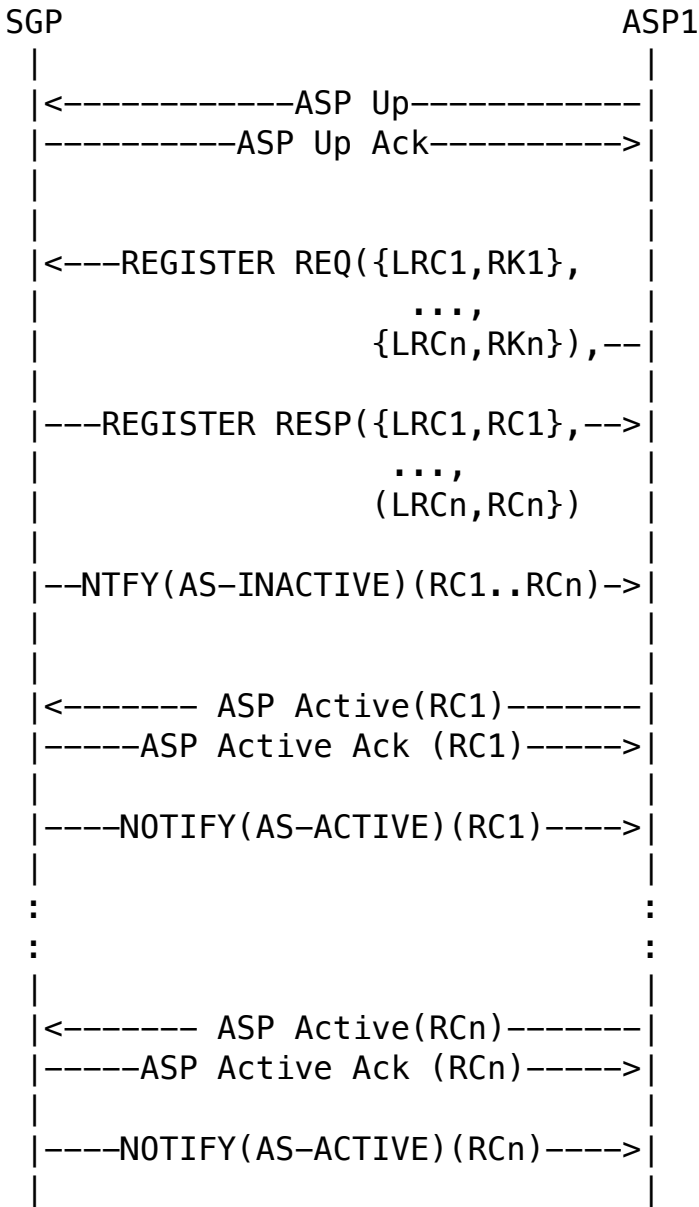 SGP                             ASP1
 |                                |
 |<------------ASP Up------------|
 |----------ASP Up Ack---------->|
 |                                |
 |                                |
 |<---REGISTER REQ({LRC1,RK1},    |
 |                   ...,         |
 |                 {LRCn,RKn}),--|
 |                                |
 |---REGISTER RESP({LRC1,RC1},-->|
 |                  ...,          |
 |                 (LRCn,RCn})    |
 |                                |
 |--NTFY(AS-INACTIVE)(RC1..RCn)->|
 |                                |
 |                                |
 |<------- ASP Active(RC1)-------|
 |-----ASP Active Ack (RC1)----->|
 |                                |
 |----NOTIFY(AS-ACTIVE)(RC1)---->|
 |                                |
 :                                :
 :                                :
 |                                |
 |<------- ASP Active(RCn)-------|
 |-----ASP Active Ack (RCn)----->|
 |                                |
 |----NOTIFY(AS-ACTIVE)(RCn)---->|
 |                                |